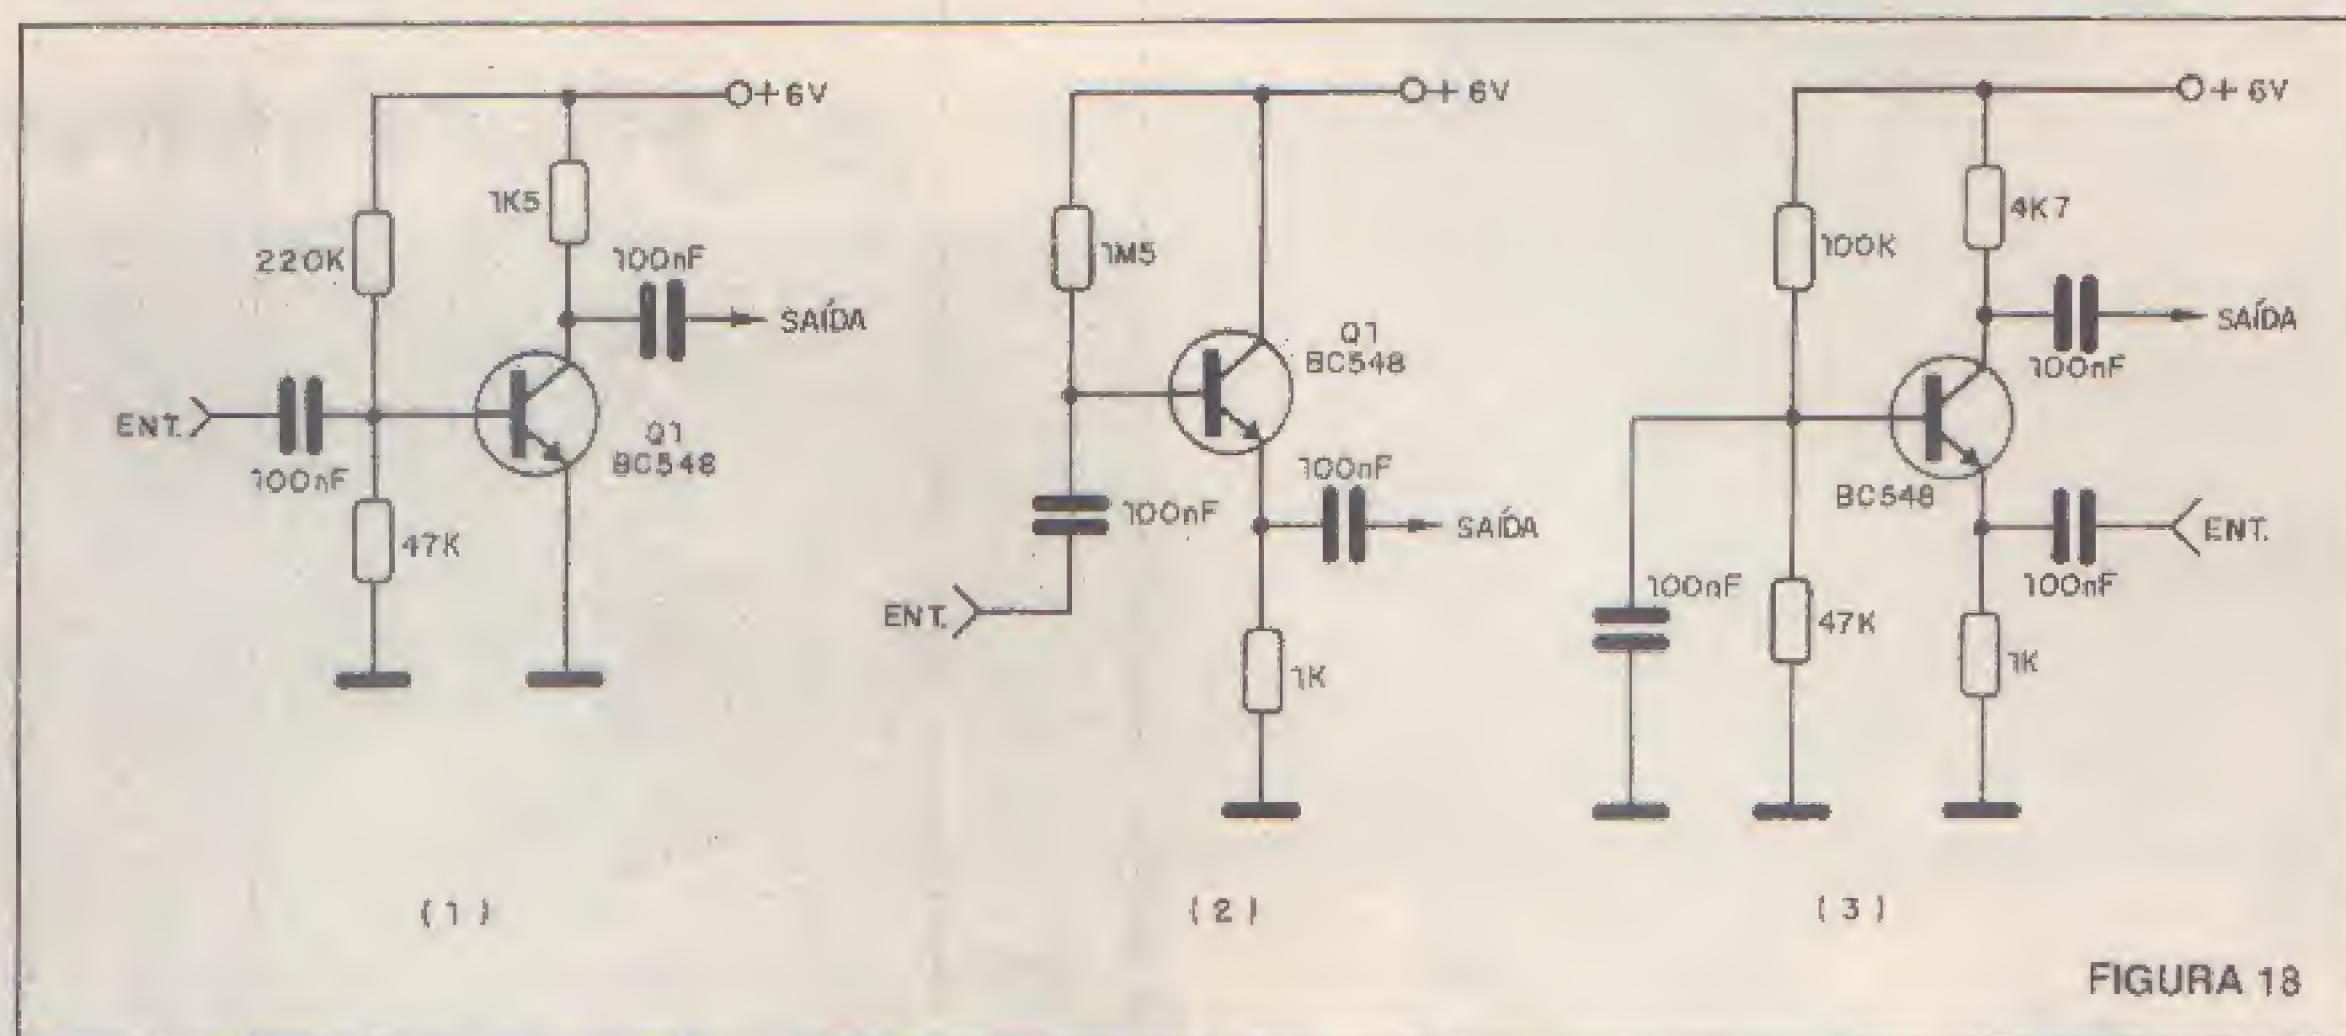 +6V
1K5
220K
100nF
SAÍDA
ENT.
100nF
Q1
BC548
47K
(1)
+ 6V
1M5
Q1
BC548
100nF
100nF
SAÍDA
ENT.
1K
(2)
+ 6V
4K7
100K
SAÍDA
100nF
BC548
ENT.
100nF
100nF
47K
1K
(3)
FIGURA 18